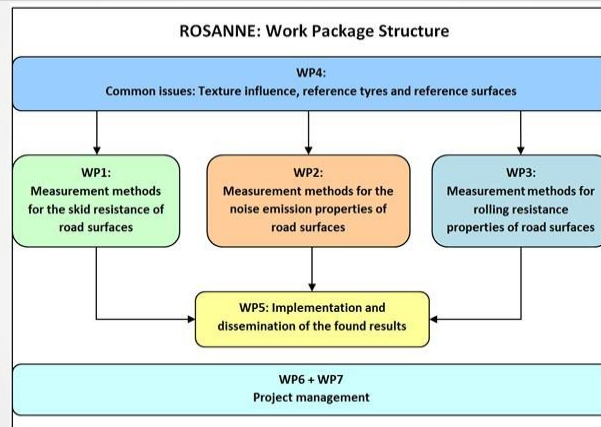 ROSANNE: Work Package Structure
WP4:
Common issues: Texture influence, reference tyres and reference surfaces
WP1:
Measurement methods
for the skid resistance of
road surfaces
WP2:
Measurement methods for the
noise emission properties of
road surfaces
WP3:
Measurement methods for
rolling resistance
properties of road surfaces
WP5: Implementation and
dissemination of the found results
WP6 + WP7
Project management